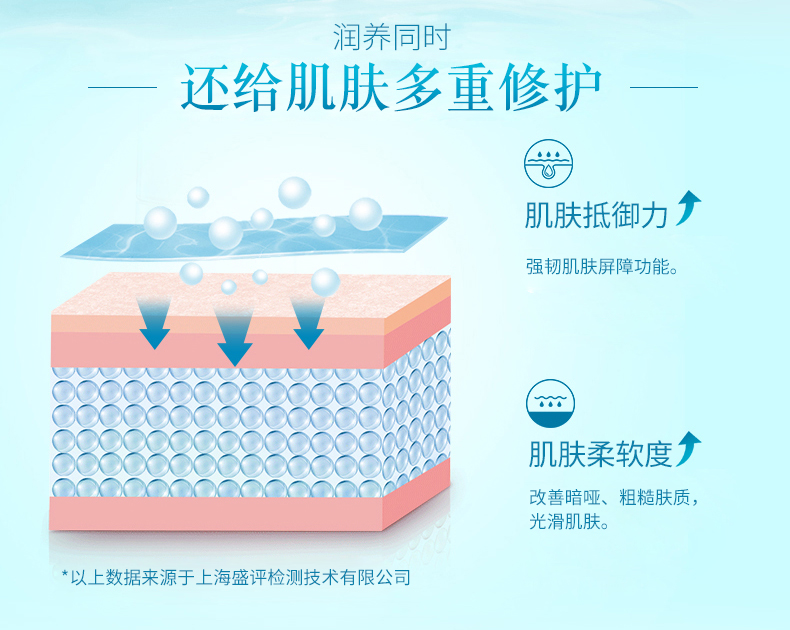 润养同时
还给肌肤多重修护
肌肤抵御力
强韧肌肤屏障功能。
肌肤柔软度
改善暗哑、粗糙肤质，
光滑肌肤。
*以上数据来源于上海盛评检测技术有限公司